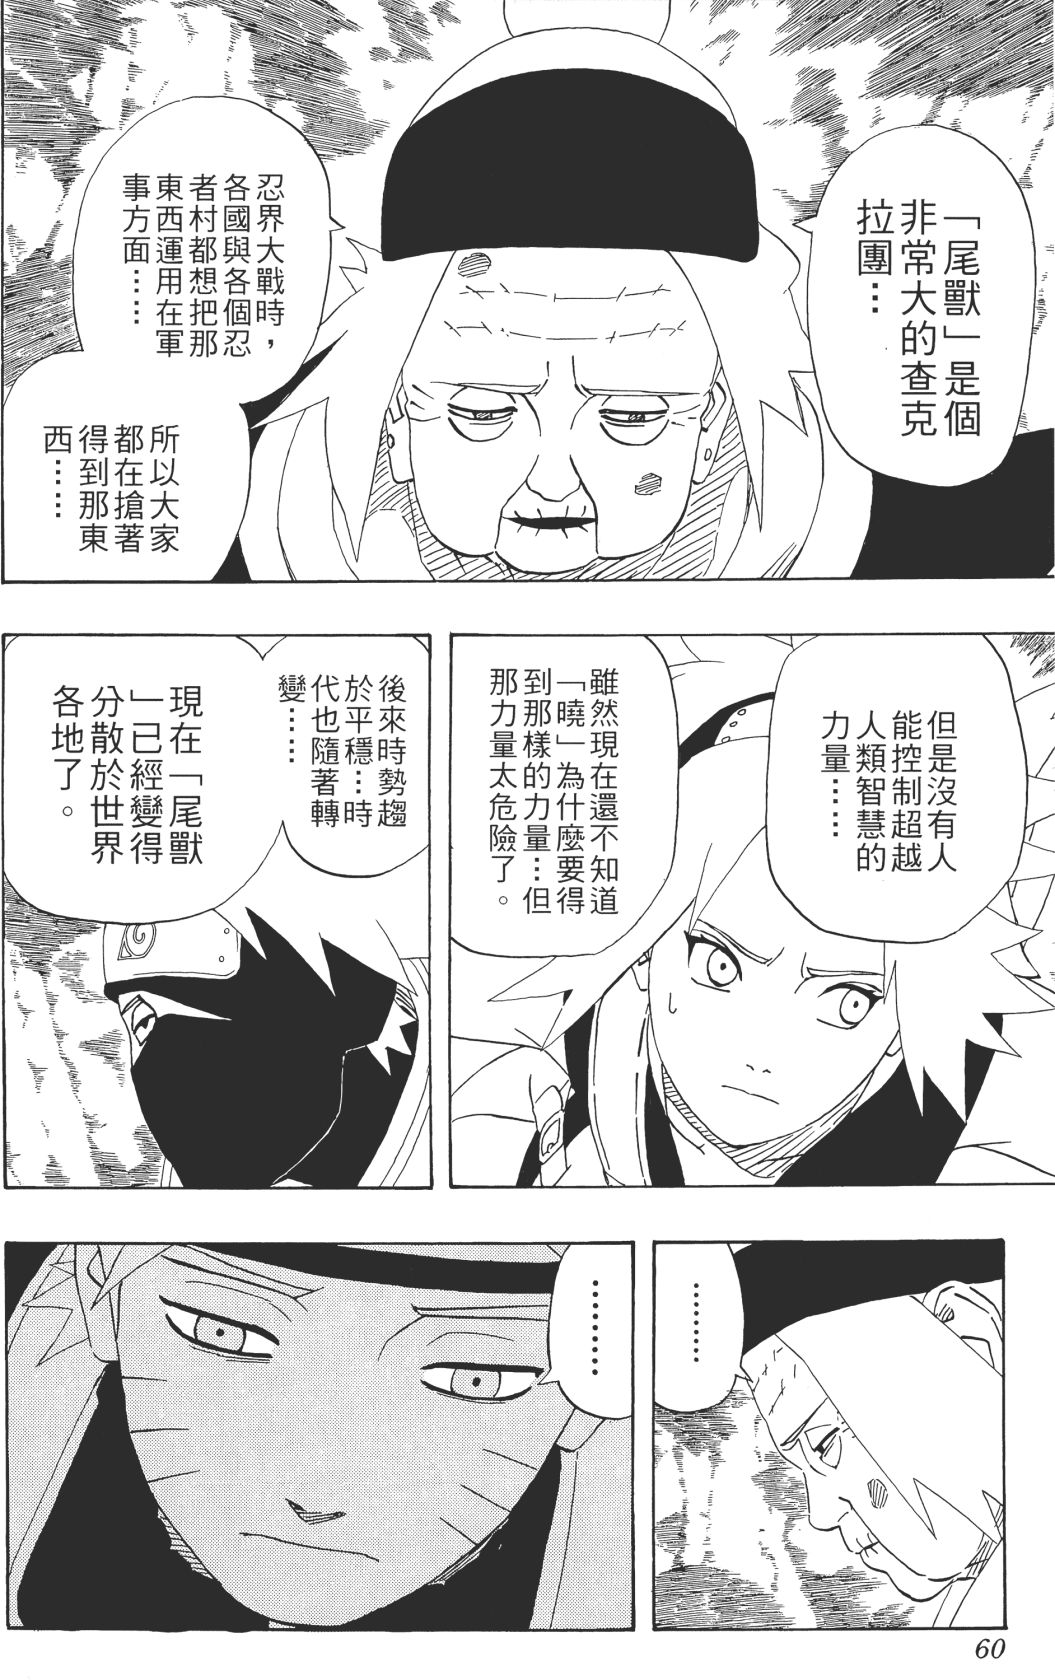 「尾獸」是個
非常大的查克
拉團…
忍界大戰時，
各國與各個忍
者村都想把那
東西運用在軍
事方面……
所以大家
都在搶著
得到那東
西……
但是沒有人
能控制超越
人類智慧的
力量……
雖然現在還不知道
「曉」為什麼要得
到那樣的力量…但
那力量太危險了。
後來時勢趨
於平穩…時
代也隨著轉
變……
現在「尾獸
」已經變得
分散於世界
各地了。
………
………
60